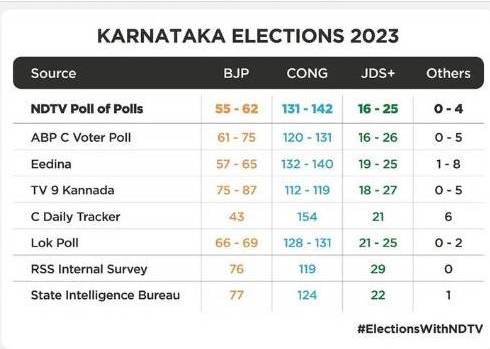 KARNATAKA ELECTIONS 2023
Source BJP CONG JDS+ Others
NDTV Poll of Polls 55 - 62 131 - 142 16 - 25 0 - 4
ABP C Voter Poll 61 - 75 120 - 131 16 - 26 0 - 5
Eedina 57 - 65 132 - 140 19 - 25 1 - 8
TV 9 Kannada 75 - 87 112 - 119 18 - 27 0 - 5
C Daily Tracker 43 154 21 6
Lok Poll 66 - 69 128 - 131 21 - 25 0 - 2
RSS Internal Survey 76 119 29 0
State Intelligence Bureau 77 124 22 1
#ElectionsWithNDTV